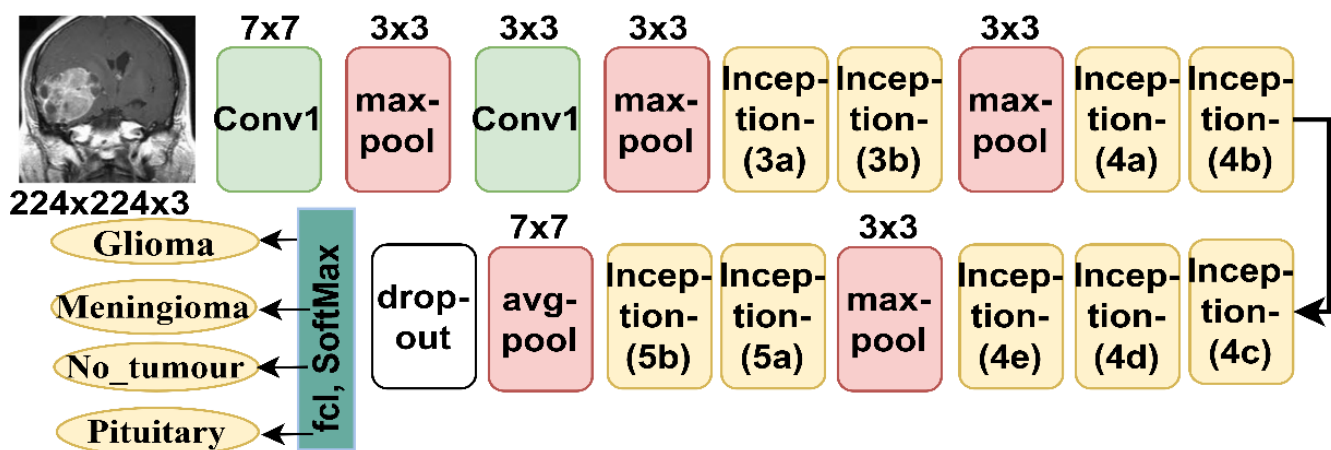 7x7
3x3
3x3
3x3
3x3
Conv1
max-
pool
Conv1
max-
pool
Incep-
tion-
(3a)
Incep-
tion-
(3b)
max-
pool
Incep-
tion-
(4a)
Incep-
tion-
(4b)
224x224x3
7x7
3x3
Glioma
Meningioma
No_tumour
Pituitary
fcl, SoftMax
drop-
out
avg-
pool
Incep-
tion-
(5b)
Incep-
tion-
(5a)
max-
pool
Incep-
tion-
(4e)
Incep-
tion-
(4d)
Incep-
tion-
(4c)